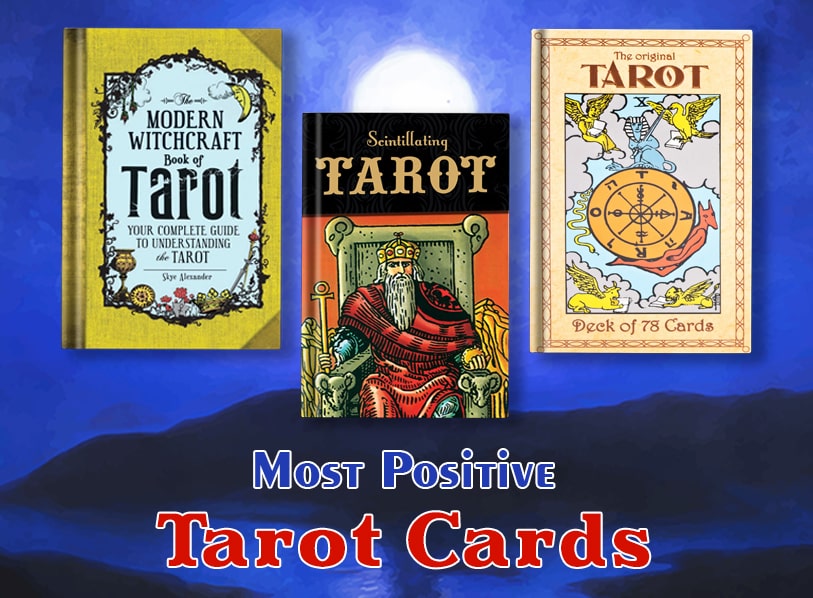 The
MODERN
WITCHCRAFT
Book of
Tarot
YOUR COMPLETE GUIDE
TO UNDERSTANDING
the TAROT
Skye Alexander
Scintillating
TAROT
The original
TAROT
X
Deck of 78 Cards
Most Positive
Tarot Cards